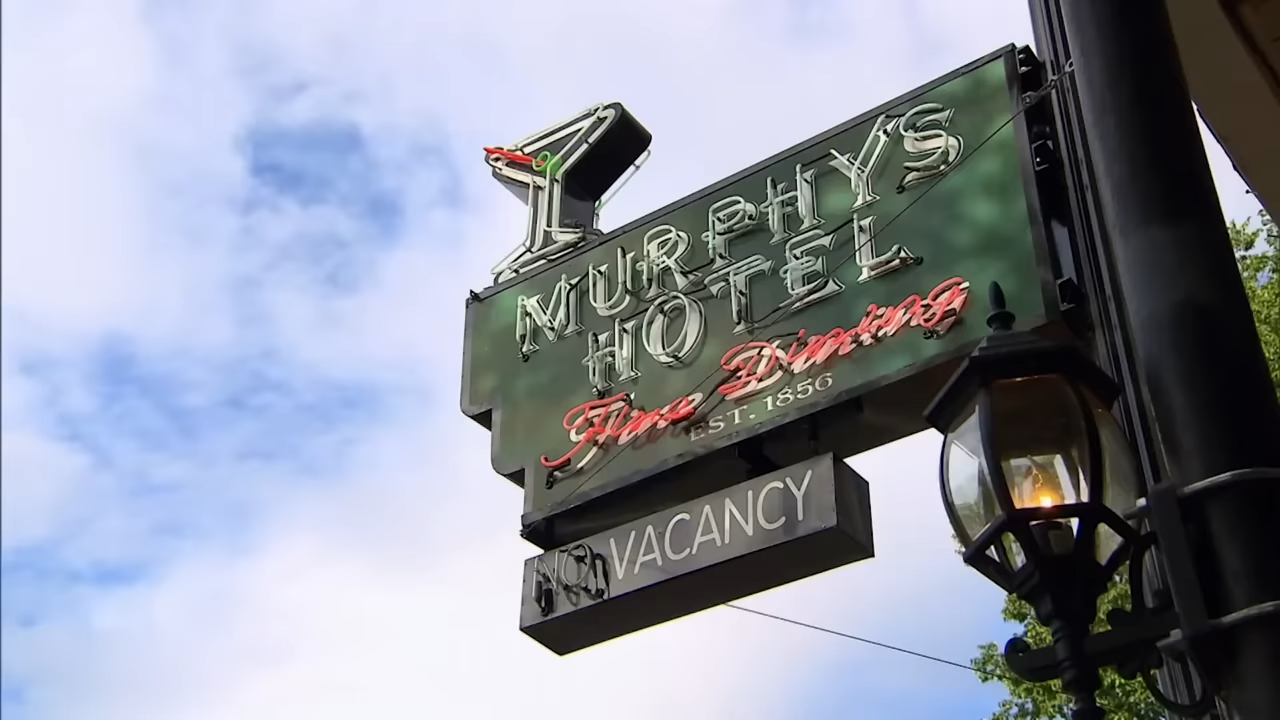 MURPHYS
HOTEL
Fine Dining
EST. 1856
NO VACANCY